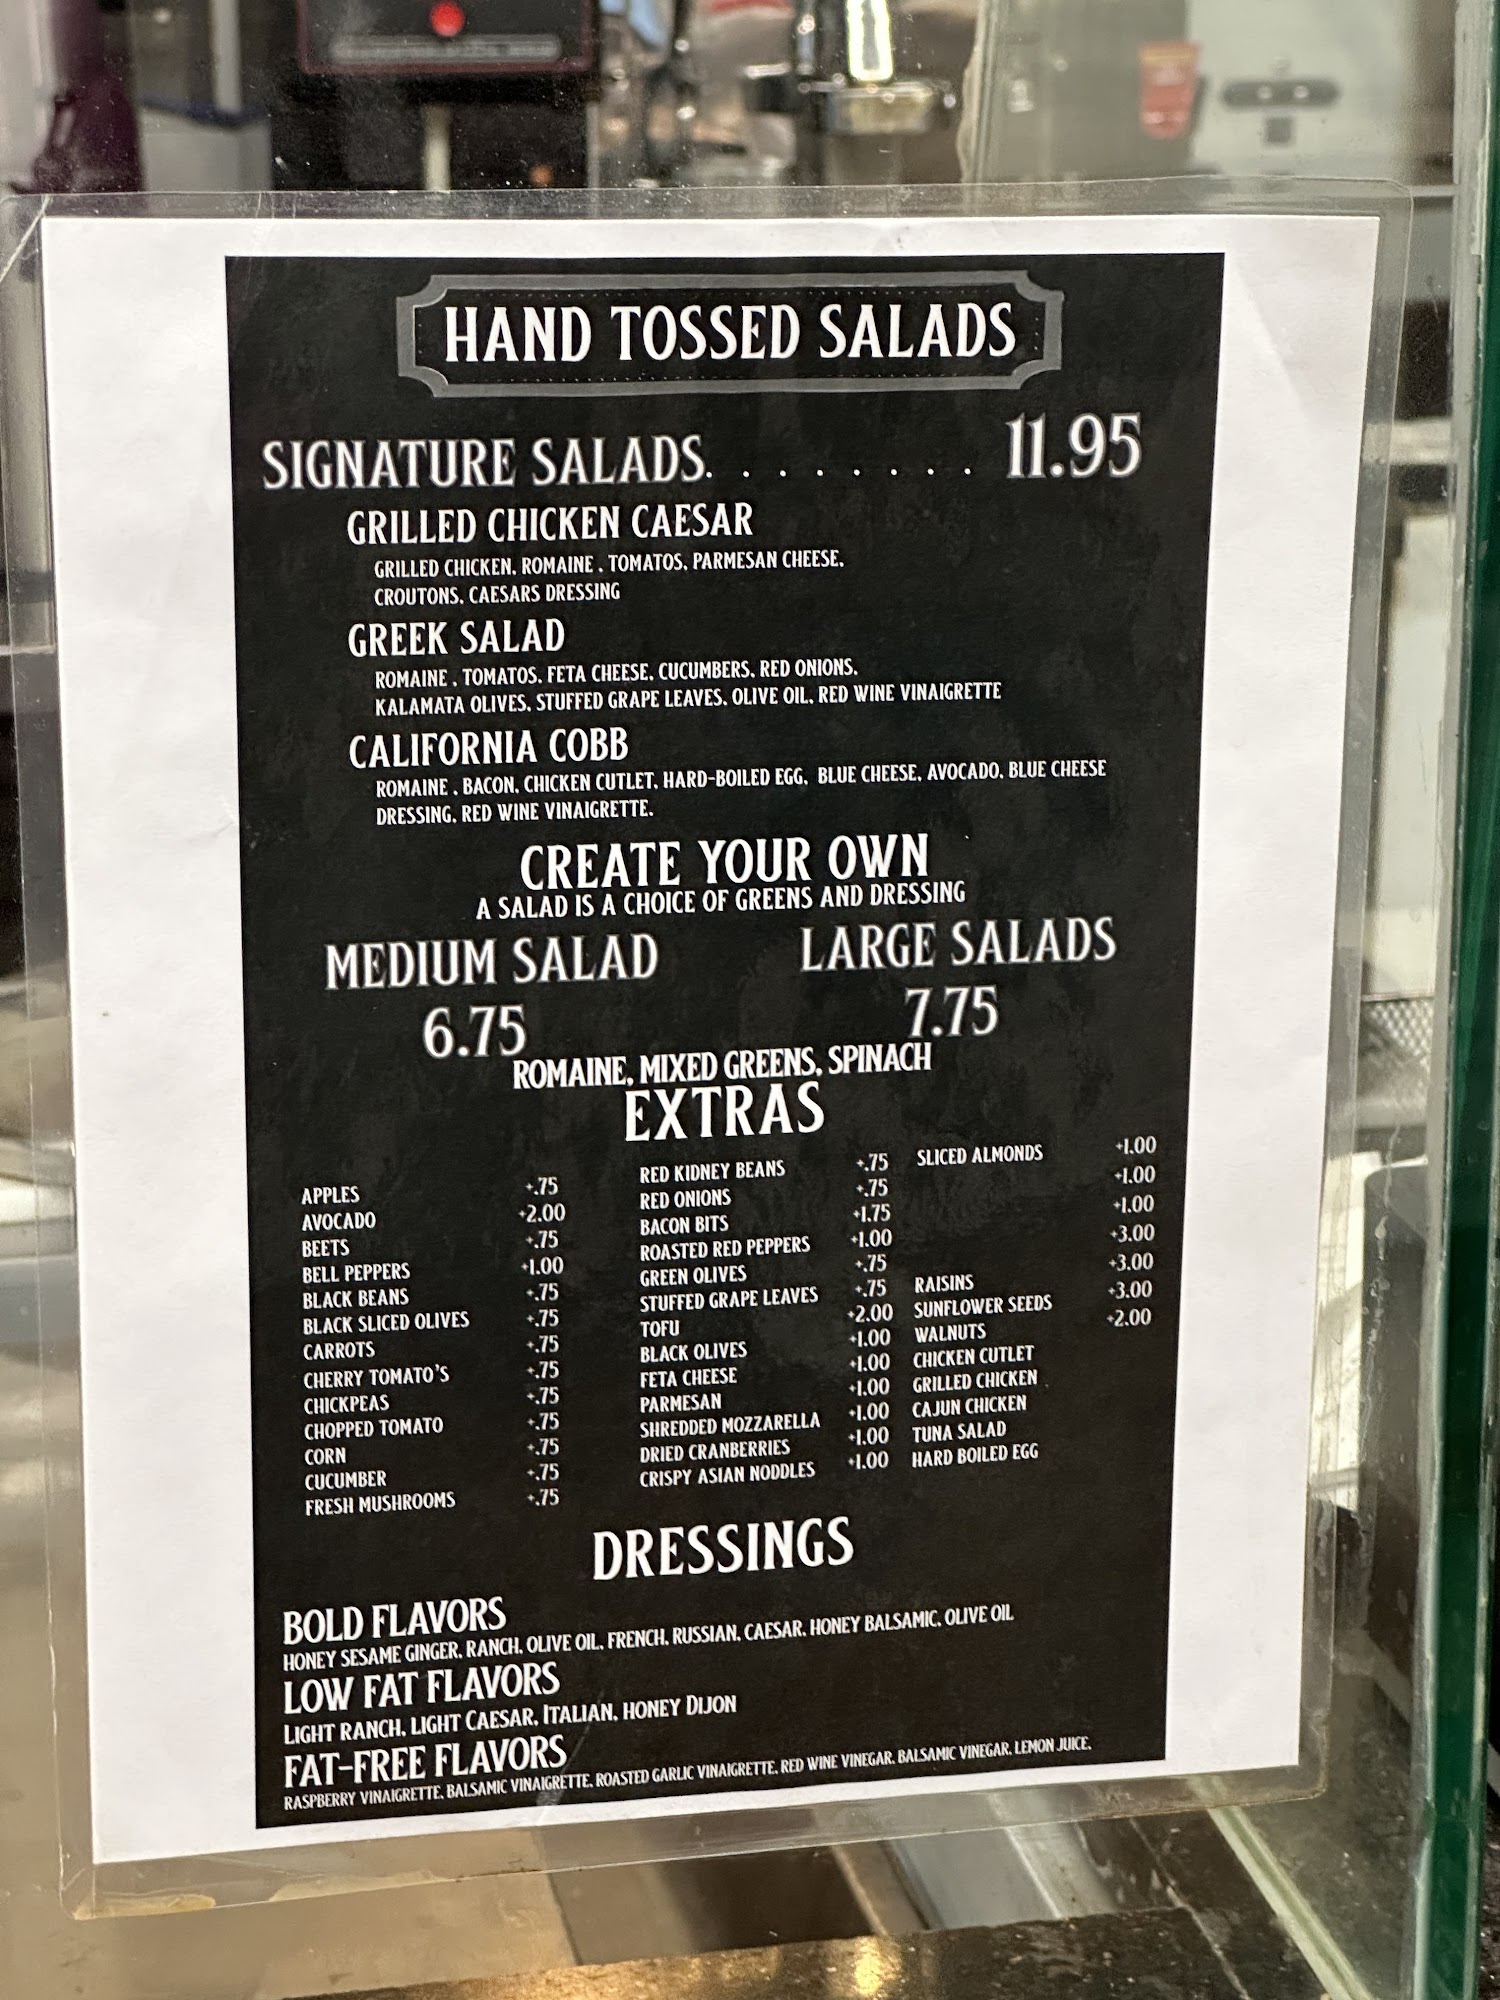 HAND TOSSED SALADS
SIGNATURE SALADS. . . . . . . . 11.95
GRILLED CHICKEN CAESAR
GRILLED CHICKEN, ROMAINE , TOMATOS, PARMESAN CHEESE,
CROUTONS, CAESARS DRESSING
GREEK SALAD
ROMAINE , TOMATOS, FETA CHEESE, CUCUMBERS, RED ONIONS,
KALAMATA OLIVES, STUFFED GRAPE LEAVES, OLIVE OIL, RED WINE VINAIGRETTE
CALIFORNIA COBB
ROMAINE , BACON, CHICKEN CUTLET, HARD-BOILED EGG, BLUE CHEESE, AVOCADO, BLUE CHEESE
DRESSING, RED WINE VINAIGRETTE.
CREATE YOUR OWN
A SALAD IS A CHOICE OF GREENS AND DRESSING
MEDIUM SALAD
6.75
LARGE SALADS
7.75
ROMAINE, MIXED GREENS, SPINACH
EXTRAS
APPLES +.75
AVOCADO +2.00
BEETS +.75
BELL PEPPERS +1.00
BLACK BEANS +.75
BLACK SLICED OLIVES +.75
CARROTS +.75
CHERRY TOMATO'S +.75
CHICKPEAS +.75
CHOPPED TOMATO +.75
CORN +.75
CUCUMBER +.75
FRESH MUSHROOMS +.75
RED KIDNEY BEANS +.75
RED ONIONS +.75
BACON BITS +1.75
ROASTED RED PEPPERS +1.00
GREEN OLIVES +.75
STUFFED GRAPE LEAVES +.75
TOFU +2.00
BLACK OLIVES +1.00
FETA CHEESE +1.00
PARMESAN +1.00
SHREDDED MOZZARELLA +1.00
DRIED CRANBERRIES +1.00
CRISPY ASIAN NODDLES +1.00
SLICED ALMONDS +1.00
+1.00
+1.00
+3.00
+3.00
RAISINS
+3.00
SUNFLOWER SEEDS
+2.00
WALNUTS
CHICKEN CUTLET
GRILLED CHICKEN
CAJUN CHICKEN
TUNA SALAD
HARD BOILED EGG
DRESSINGS
BOLD FLAVORS
HONEY SESAME GINGER, RANCH, OLIVE OIL, FRENCH, RUSSIAN, CAESAR, HONEY BALSAMIC, OLIVE OIL
LOW FAT FLAVORS
LIGHT RANCH, LIGHT CAESAR, ITALIAN, HONEY DIJON
FAT-FREE FLAVORS
RASPBERRY VINAIGRETTE, BALSAMIC VINAIGRETTE, ROASTED GARLIC VINAIGRETTE, RED WINE VINEGAR, BALSAMIC VINEGAR, LEMON JUICE,